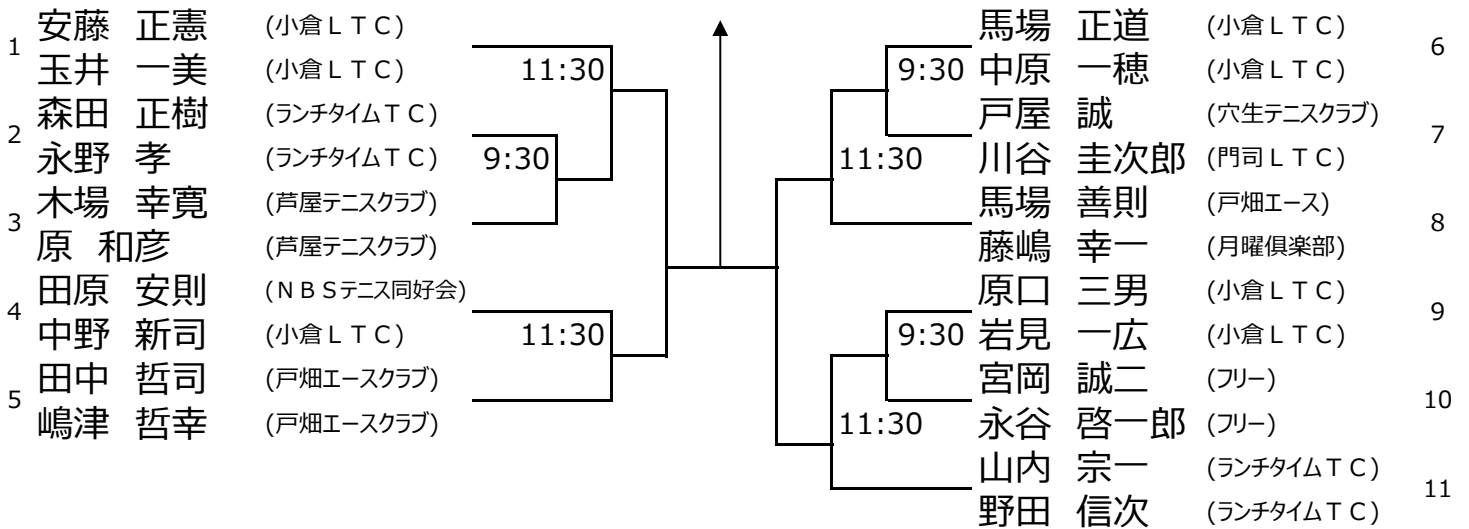 1
安藤 正憲 (小倉ＬＴＣ)
玉井 一美 (小倉ＬＴＣ)
11:30
2
森田 正樹 (ランチタイムＴＣ)
永野 孝 (ランチタイムＴＣ)
9:30
3
木場 幸寛 (芦屋テニスクラブ)
原 和彦 (芦屋テニスクラブ)
4
田原 安則 (ＮＢＳテニス同好会)
中野 新司 (小倉ＬＴＣ)
11:30
5
田中 哲司 (戸畑エースクラブ)
嶋津 哲幸 (戸畑エースクラブ)
馬場 正道 (小倉ＬＴＣ)
6
9:30
中原 一穂 (小倉ＬＴＣ)
戸屋 誠 (穴生テニスクラブ)
7
11:30
川谷 圭次郎 (門司ＬＴＣ)
馬場 善則 (戸畑エース)
8
藤嶋 幸一 (月曜倶楽部)
原口 三男 (小倉ＬＴＣ)
9
9:30
岩見 一広 (小倉ＬＴＣ)
宮岡 誠二 (フリー)
10
11:30
永谷 啓一郎 (フリー)
山内 宗一 (ランチタイムＴＣ)
11
野田 信次 (ランチタイムＴＣ)